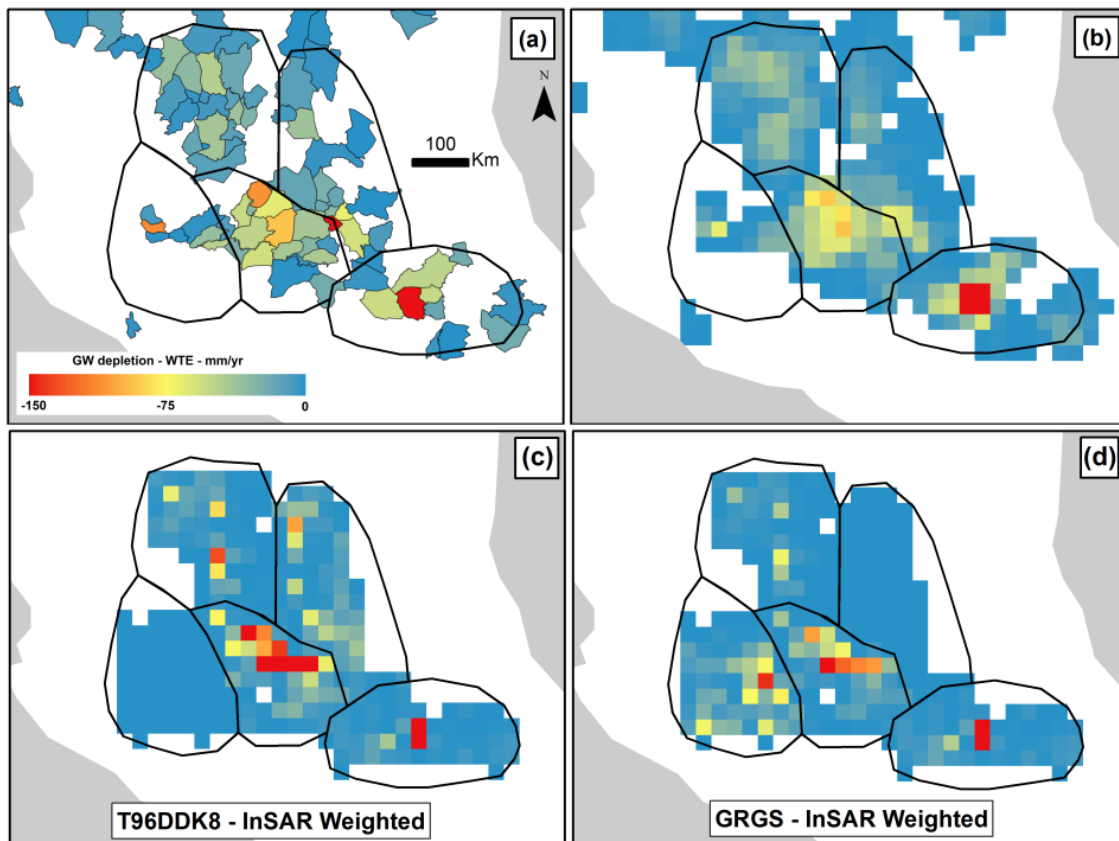 (a)
(b)
N
100
Km
GW depletion - WTE - mm/yr
-150
-75
0
(c)
(d)
T96DDK8 - InSAR Weighted
GRGS - InSAR Weighted